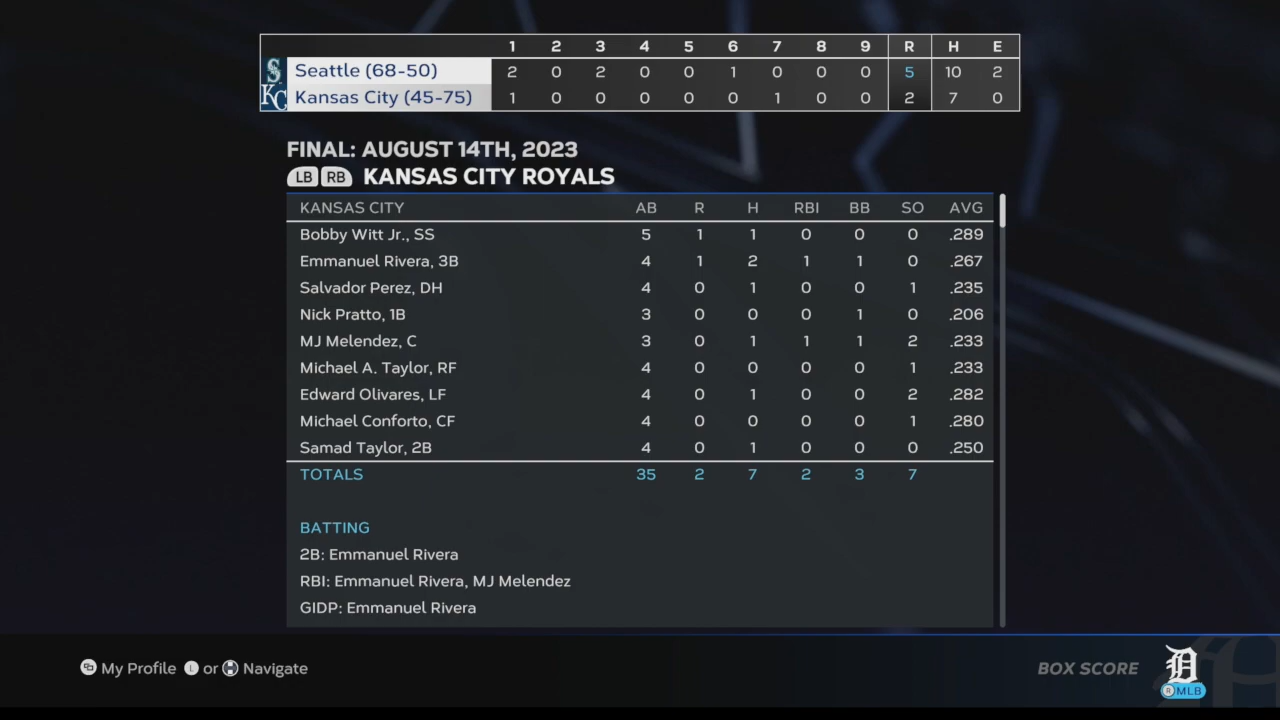 1 2 3 4 5 6 7 8 9 R H E
S Seattle (68-50) 2 0 2 0 0 1 0 0 0 5 10 2
KC Kansas City (45-75) 1 0 0 0 0 0 1 0 0 2 7 0
FINAL: AUGUST 14TH, 2023
LB RB KANSAS CITY ROYALS
KANSAS CITY AB R H RBI BB SO AVG
Bobby Witt Jr., SS 5 1 1 0 0 0 .289
Emmanuel Rivera, 3B 4 1 2 1 1 0 .267
Salvador Perez, DH 4 0 1 0 0 1 .235
Nick Pratto, 1B 3 0 0 0 1 0 .206
MJ Melendez, C 3 0 1 1 1 2 .233
Michael A. Taylor, RF 4 0 0 0 0 1 .233
Edward Olivares, LF 4 0 1 0 0 2 .282
Michael Conforto, CF 4 0 0 0 0 1 .280
Samad Taylor, 2B 4 0 1 0 0 0 .250
TOTALS 35 2 7 2 3 7
BATTING
2B: Emmanuel Rivera
RBI: Emmanuel Rivera, MJ Melendez
GIDP: Emmanuel Rivera
My Profile L or Navigate
BOX SCORE
D
R MLB